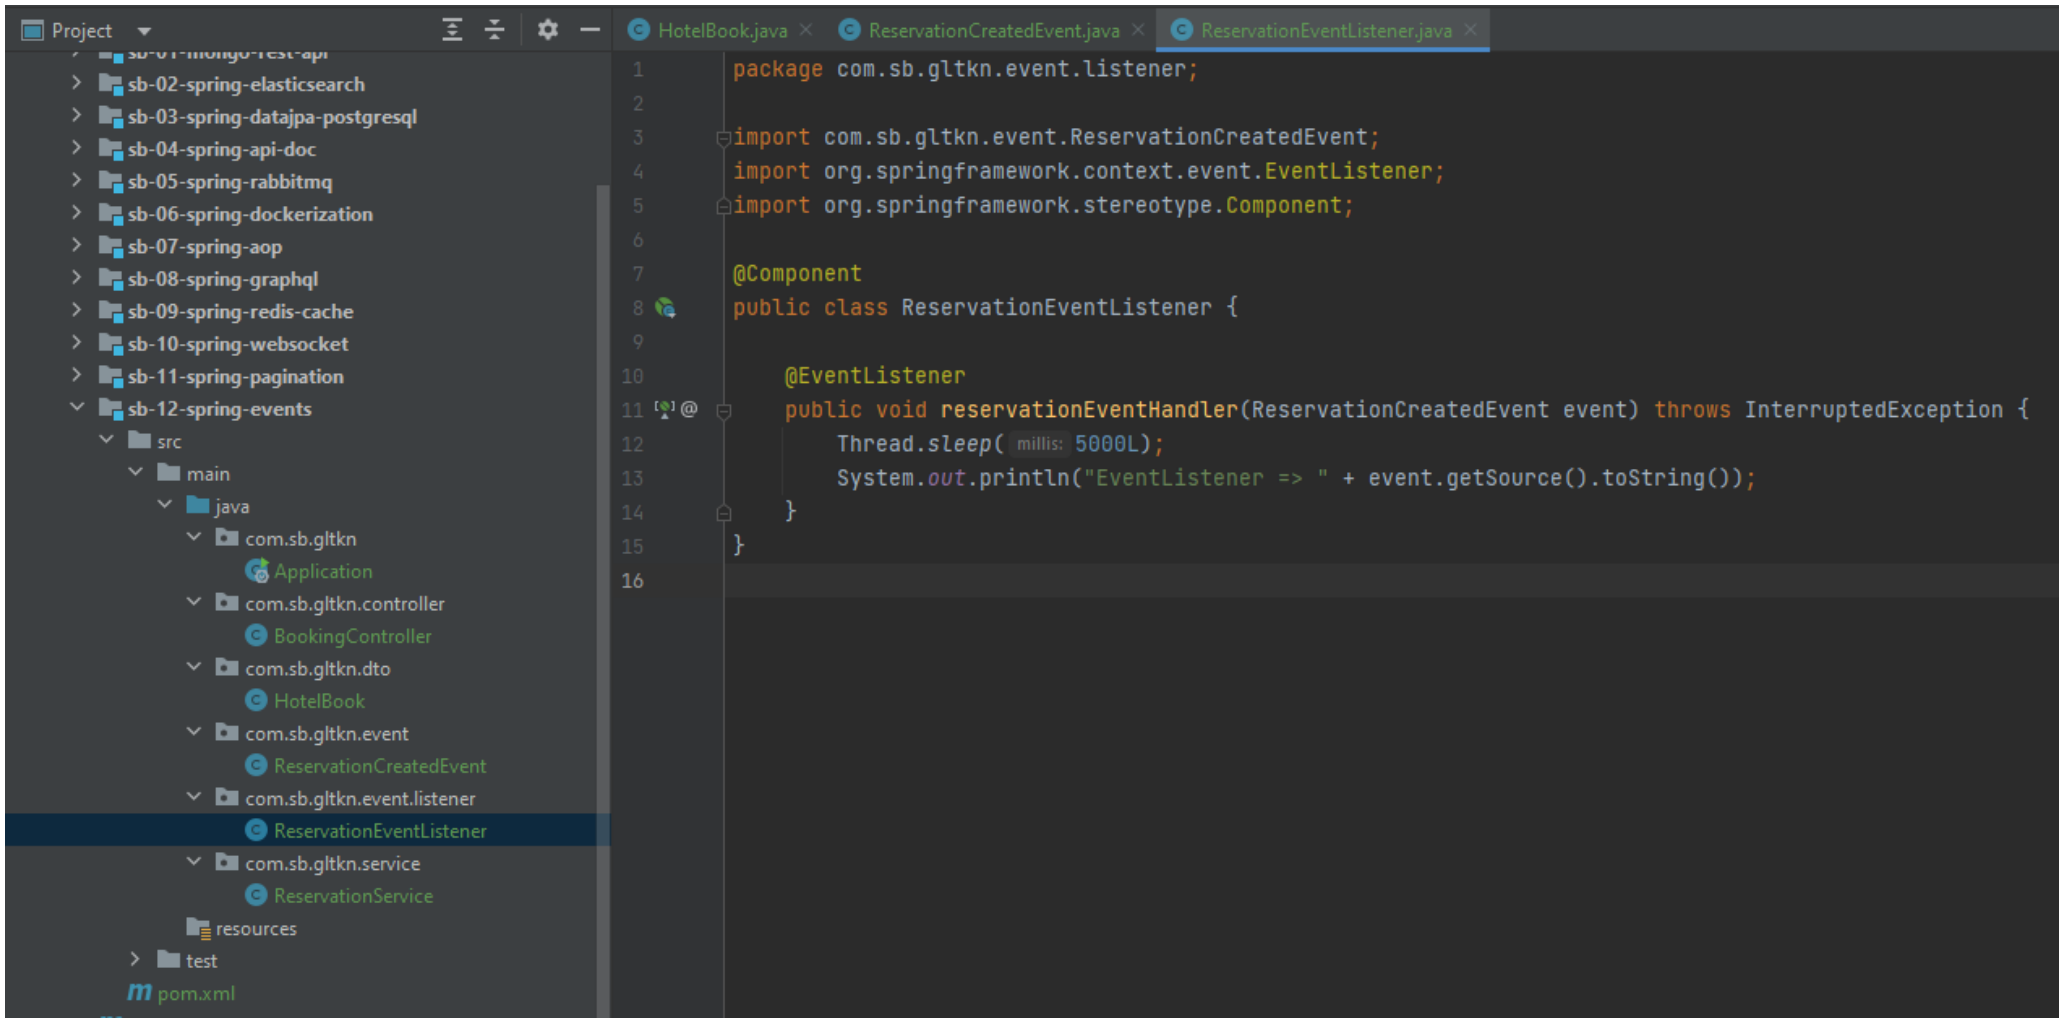 Project
sb-01-mongo-rest-api
sb-02-spring-elasticsearch
sb-03-spring-datajpa-postgresql
sb-04-spring-api-doc
sb-05-spring-rabbitmq
sb-06-spring-dockerization
sb-07-spring-aop
sb-08-spring-graphql
sb-09-spring-redis-cache
sb-10-spring-websocket
sb-11-spring-pagination
sb-12-spring-events
src
main
java
com.sb.gltkn
Application
com.sb.gltkn.controller
BookingController
com.sb.gltkn.dto
HotelBook
com.sb.gltkn.event
ReservationCreatedEvent
com.sb.gltkn.event.listener
ReservationEventListener
com.sb.gltkn.service
ReservationService
resources
test
pom.xml
HotelBook.java ReservationCreatedEvent.java ReservationEventListener.java
1 package com.sb.gltkn.event.listener;
2
3 import com.sb.gltkn.event.ReservationCreatedEvent;
4 import org.springframework.context.event.EventListener;
5 import org.springframework.stereotype.Component;
6
7 @Component
8 public class ReservationEventListener {
9
10 @EventListener
11 public void reservationEventHandler(ReservationCreatedEvent event) throws InterruptedException {
12 Thread.sleep( millis: 5000L);
13 System.out.println("EventListener => " + event.getSource().toString());
14 }
15 }
16